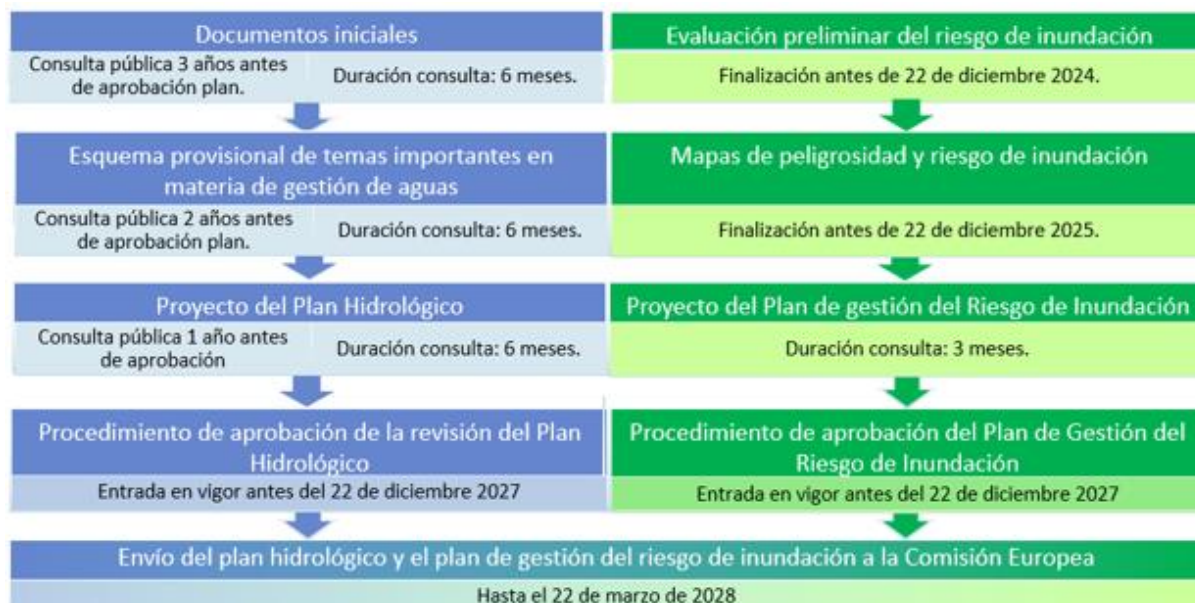 Documentos iniciales
Consulta pública 3 años antes
de aprobación plan.
Duración consulta: 6 meses.
Evaluación preliminar del riesgo de inundación
Finalización antes de 22 de diciembre 2024.
Esquema provisional de temas importantes en
materia de gestión de aguas
Consulta pública 2 años antes
de aprobación plan.
Duración consulta: 6 meses.
Mapas de peligrosidad y riesgo de inundación
Finalización antes de 22 de diciembre 2025.
Proyecto del Plan Hidrológico
Consulta pública 1 año antes
de aprobación
Duración consulta: 6 meses.
Proyecto del Plan de gestión del Riesgo de Inundación
Duración consulta: 3 meses.
Procedimiento de aprobación de la revisión del Plan
Hidrológico
Entrada en vigor antes del 22 de diciembre 2027
Procedimiento de aprobación del Plan de Gestión del
Riesgo de Inundación
Entrada en vigor antes del 22 de diciembre 2027
Envío del plan hidrológico y el plan de gestión del riesgo de inundación a la Comisión Europea
Hasta el 22 de marzo de 2028